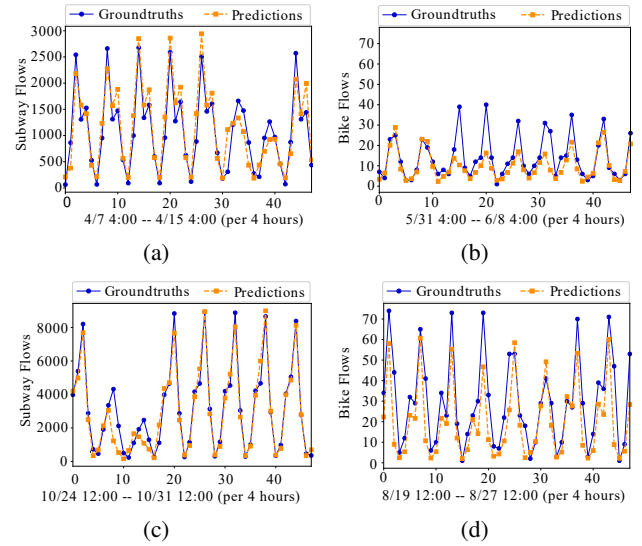 Groundtruths Predictions
Subway Flows
3000
2500
2000
1500
1000
500
0
0 10 20 30 40
4/7 4:00 -- 4/15 4:00 (per 4 hours)
(a)
Groundtruths Predictions
Bike Flows
70
60
50
40
30
20
10
0
0 10 20 30 40
5/31 4:00 -- 6/8 4:00 (per 4 hours)
(b)
Groundtruths Predictions
Subway Flows
8000
6000
4000
2000
0
0 10 20 30 40
10/24 12:00 -- 10/31 12:00 (per 4 hours)
(c)
Groundtruths Predictions
Bike Flows
70
60
50
40
30
20
10
0
0 10 20 30 40
8/19 12:00 -- 8/27 12:00 (per 4 hours)
(d)